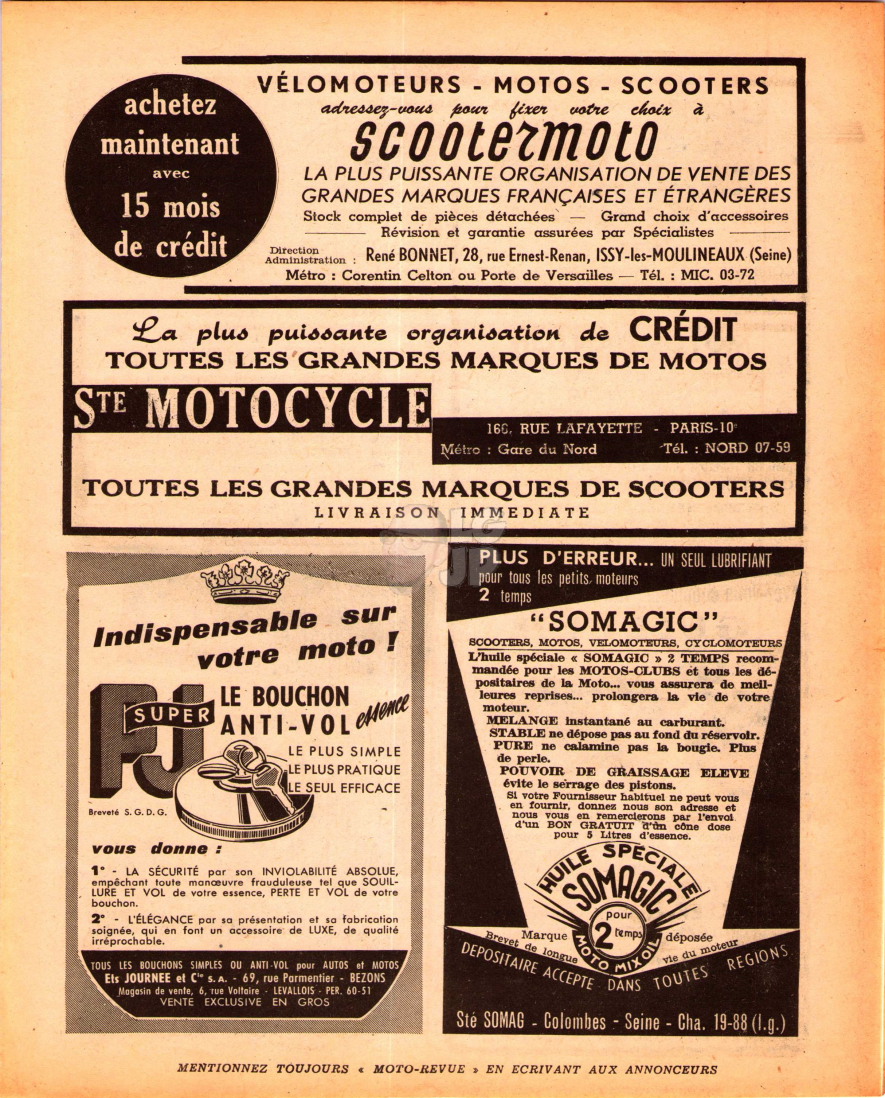 achetez
maintenant
avec
15 mois
de crédit
VÉLOMOTEURS - MOTOS - SCOOTERS
adressez-vous pour fixer votre choix à
scootermoto
LA PLUS PUISSANTE ORGANISATION DE VENTE DES
GRANDES MARQUES FRANÇAISES ET ÉTRANGÈRES
Stock complet de pièces détachées — Grand choix d'accessoires
Révision et garantie assurées par Spécialistes
Direction
Administration : René BONNET, 28, rue Ernest-Renan, ISSY-les-MOULINEAUX (Seine)
Métro : Corentin Celton ou Porte de Versailles — Tél. : MIC. 03-72
La plus puissante organisation de CRÉDIT
TOUTES LES GRANDES MARQUES DE MOTOS
STE MOTOCYCLE
RUE LAFAYETTE - PARIS-10e
Métro : Gare du Nord Tél. : NORD 07-59
TOUTES LES GRANDES MARQUES DE SCOOTERS
LIVRAISON IMMEDIATE
LG
JP
Indispensable sur
votre moto !
PJ
SUPER
LE BOUCHON
ANTI-VOL essence
LE PLUS SIMPLE
LE PLUS PRATIQUE
LE SEUL EFFICACE
Breveté S. G. D. G.
vous donne :
1° - LA SÉCURITÉ par son INVIOLABILITÉ ABSOLUE,
empêchant toute manœuvre frauduleuse tel que SOUIL-
LURE ET VOL de votre essence, PERTE ET VOL de votre
bouchon.
2° - L'ÉLÉGANCE par sa présentation et sa fabrication
soignée, qui en font un accessoire de LUXE, de qualité
irréprochable.
TOUS LES BOUCHONS SIMPLES OU ANTI-VOL pour AUTOS et MOTOS
Ets JOURNEE et Cie S.A. - 69, rue Parmentier - BEZONS
Magasin de vente, 6, rue Voltaire - LEVALLOIS - PER. 60-51
VENTE EXCLUSIVE EN GROS
PLUS D'ERREUR... UN SEUL LUBRIFIANT
pour tous les petits moteurs
2 temps
"SOMAGIC"
SCOOTERS, MOTOS, VELOMOTEURS, CYCLOMOTEURS
L'huile spéciale « SOMAGIC » 2 TEMPS recom-
mandée pour les MOTOS-CLUBS et tous les dé-
positaires de la Moto... vous assurera de meil-
leures reprises... prolongera la vie de votre
moteur.
MELANGE instantané au carburant.
STABLE ne dépose pas au fond du réservoir.
PURE ne calamine pas la bougie. Plus
de perle.
POUVOIR DE GRAISSAGE ELEVE
évite le serrage des pistons.
Si votre Fournisseur habituel ne peut vous
en fournir, donnez nous son adresse et
nous vous en remercierons par l'envoi
d'un BON GRATUIT d'un cône dose
pour 5 Litres d'essence.
HUILE SPÉCIALE
SOMAGIC
pour
2 temps
MOTO MIXOIL
Marque déposée
Brevet de longue vie du moteur
DEPOSITAIRE ACCEPTE DANS TOUTES REGIONS
Sté SOMAG - Colombes - Seine - Cha. 19-88 (l.g.)
MENTIONNEZ TOUJOURS « MOTO-REVUE » EN ECRIVANT AUX ANNONCEURS